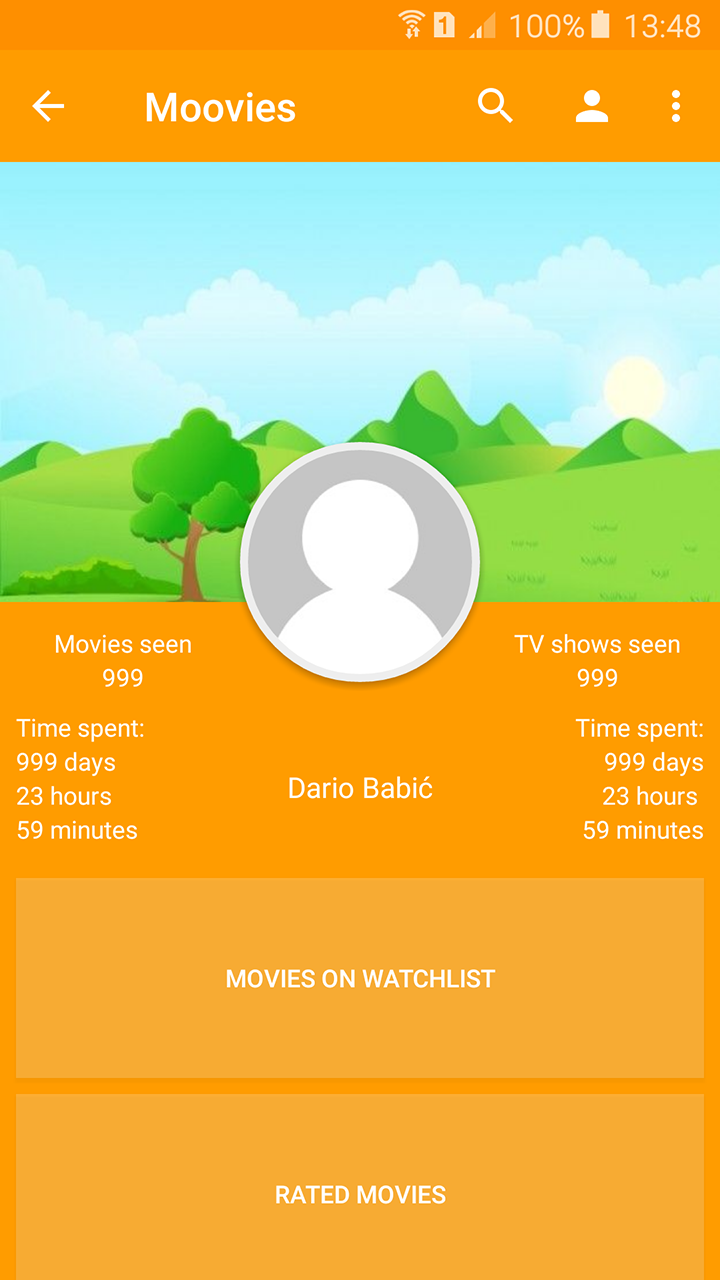 1 100% 13:48
Moovies
Movies seen
999
TV shows seen
999
Time spent:
999 days
23 hours
59 minutes
Dario Babić
Time spent:
999 days
23 hours
59 minutes
MOVIES ON WATCHLIST
RATED MOVIES